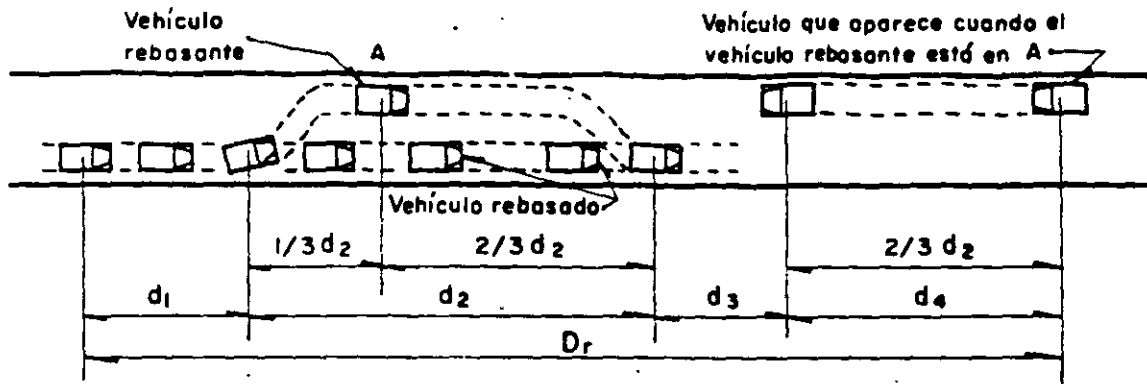 Vehículo
rebasante
A
Vehículo que aparece cuando el
vehículo rebasante está en A
Vehículo rebasado
1/3 d2
2/3 d2
2/3 d2
d1
d2
d3
d4
Dr